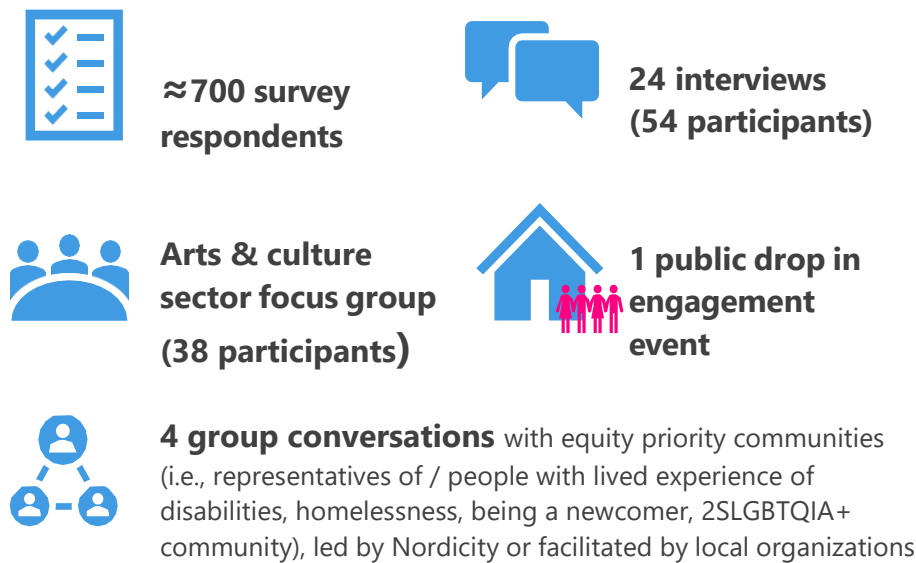 ≈700 survey
respondents
24 interviews
(54 participants)
Arts & culture
sector focus group
(38 participants)
1 public drop in
engagement
event
4 group conversations with equity priority communities
(i.e., representatives of / people with lived experience of
disabilities, homelessness, being a newcomer, 2SLGBTQIA+
community), led by Nordicity or facilitated by local organizations